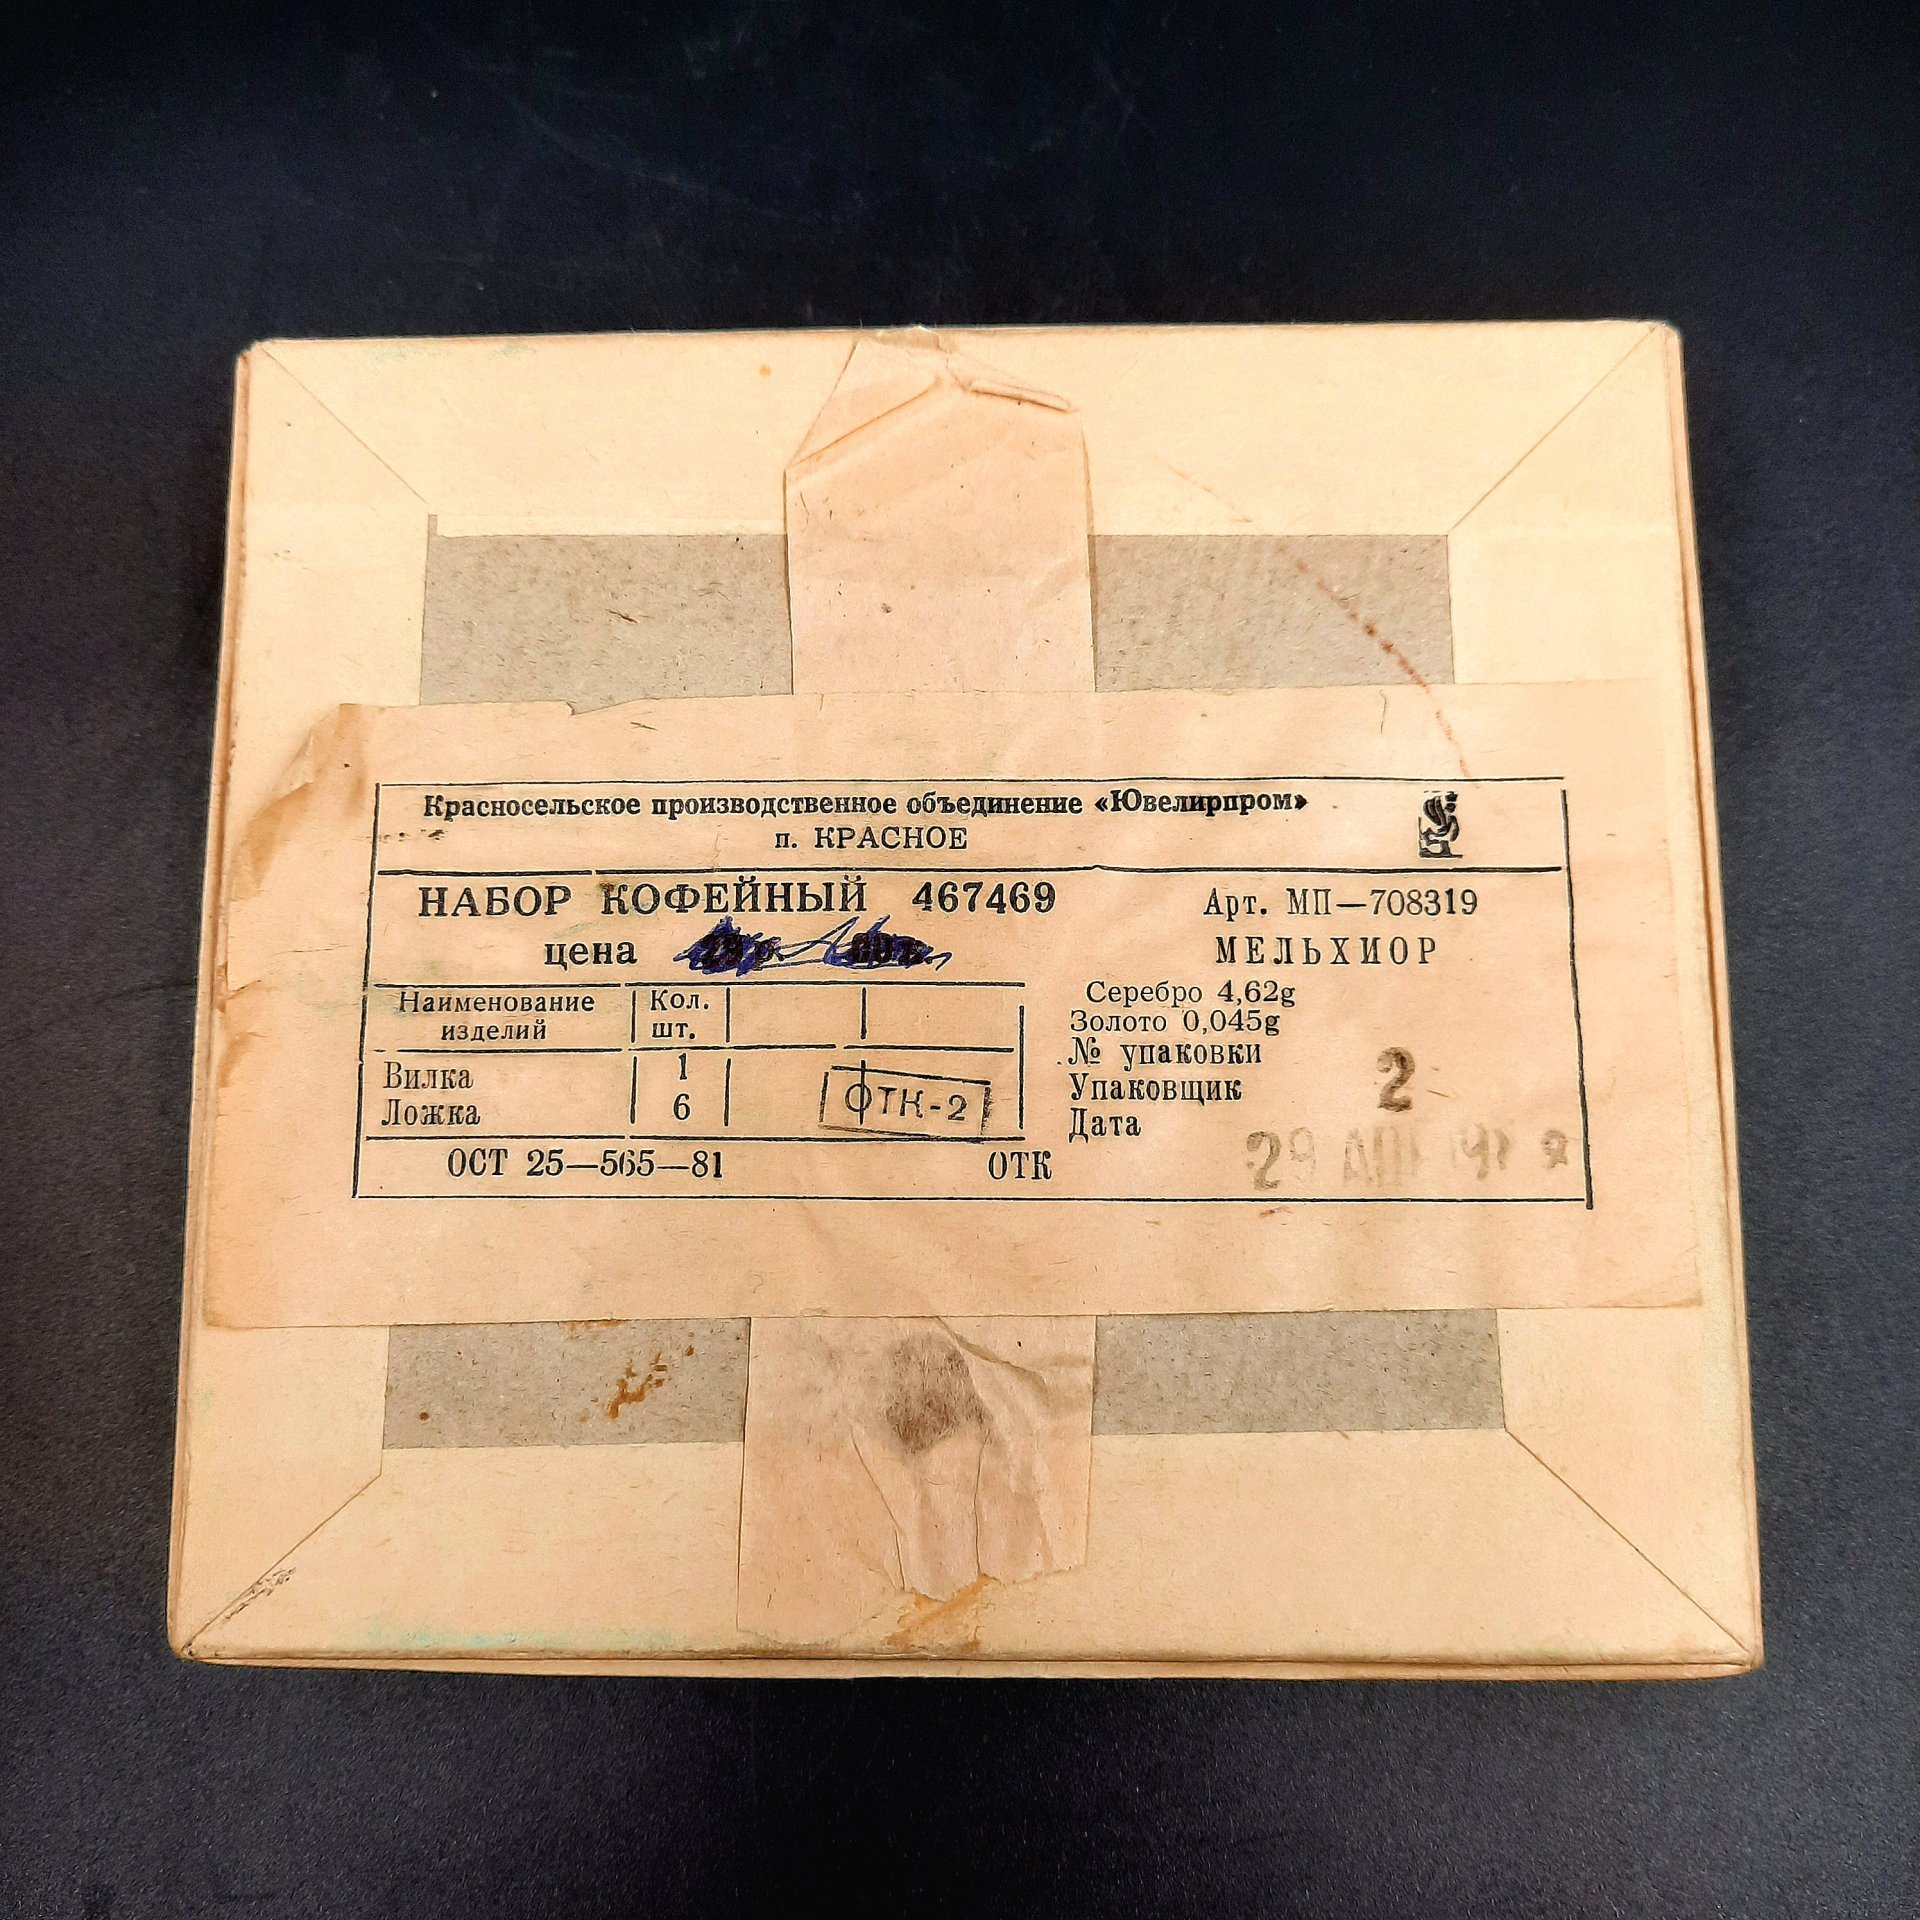 Красносельское производственное объединение «Ювелирпром»
п. КРАСНОЕ
НАБОР КОФЕЙНЫЙ 467469
Арт. МП—708319
цена
МЕЛЬХИОР
Наименование изделий
Кол. шт.
Серебро 4,62g
Золото 0,045g
№ упаковки
Вилка 1
Ложка 6
ОТК-2
Упаковщик 2
Дата 29 АПР
ОСТ 25—565—81
ОТК